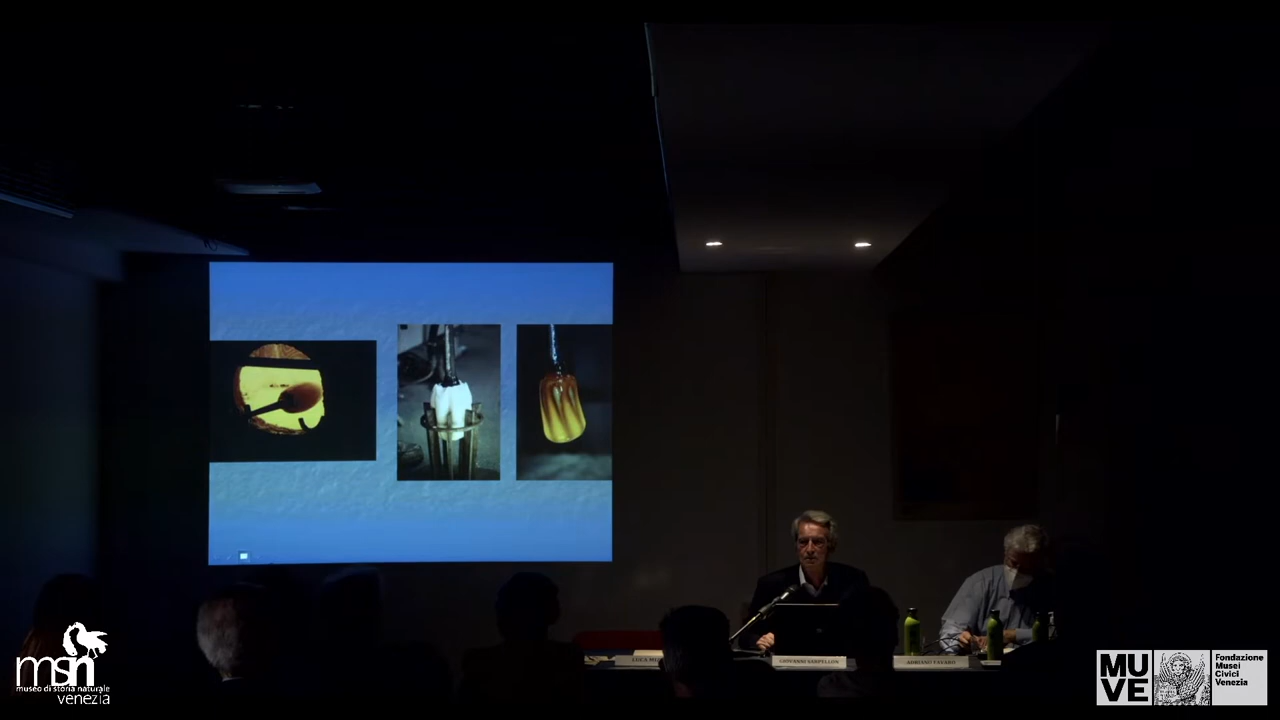 GIOVANNI SARPELLON
ADRIANO FAVARO
msn
museo di storia naturale
venezia
MU
VE
Fondazione
Musei
Civici
Venezia